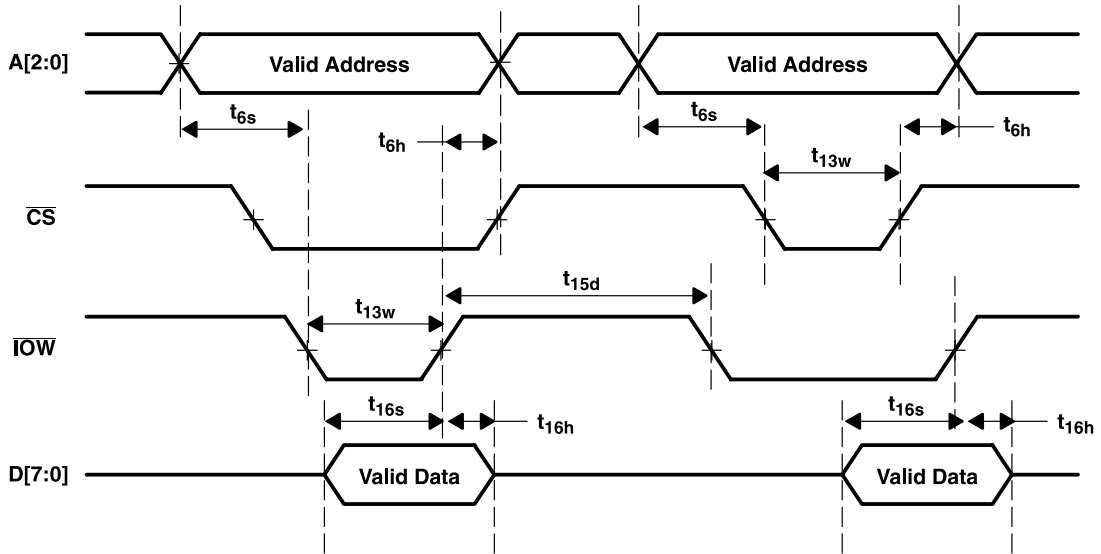 A[2:0] Valid Address Valid Address
t6s t6h t6s t6h
t13w
CS
t15d
t13w
IOW
t16s t16h t16s t16h
D[7:0] Valid Data Valid Data